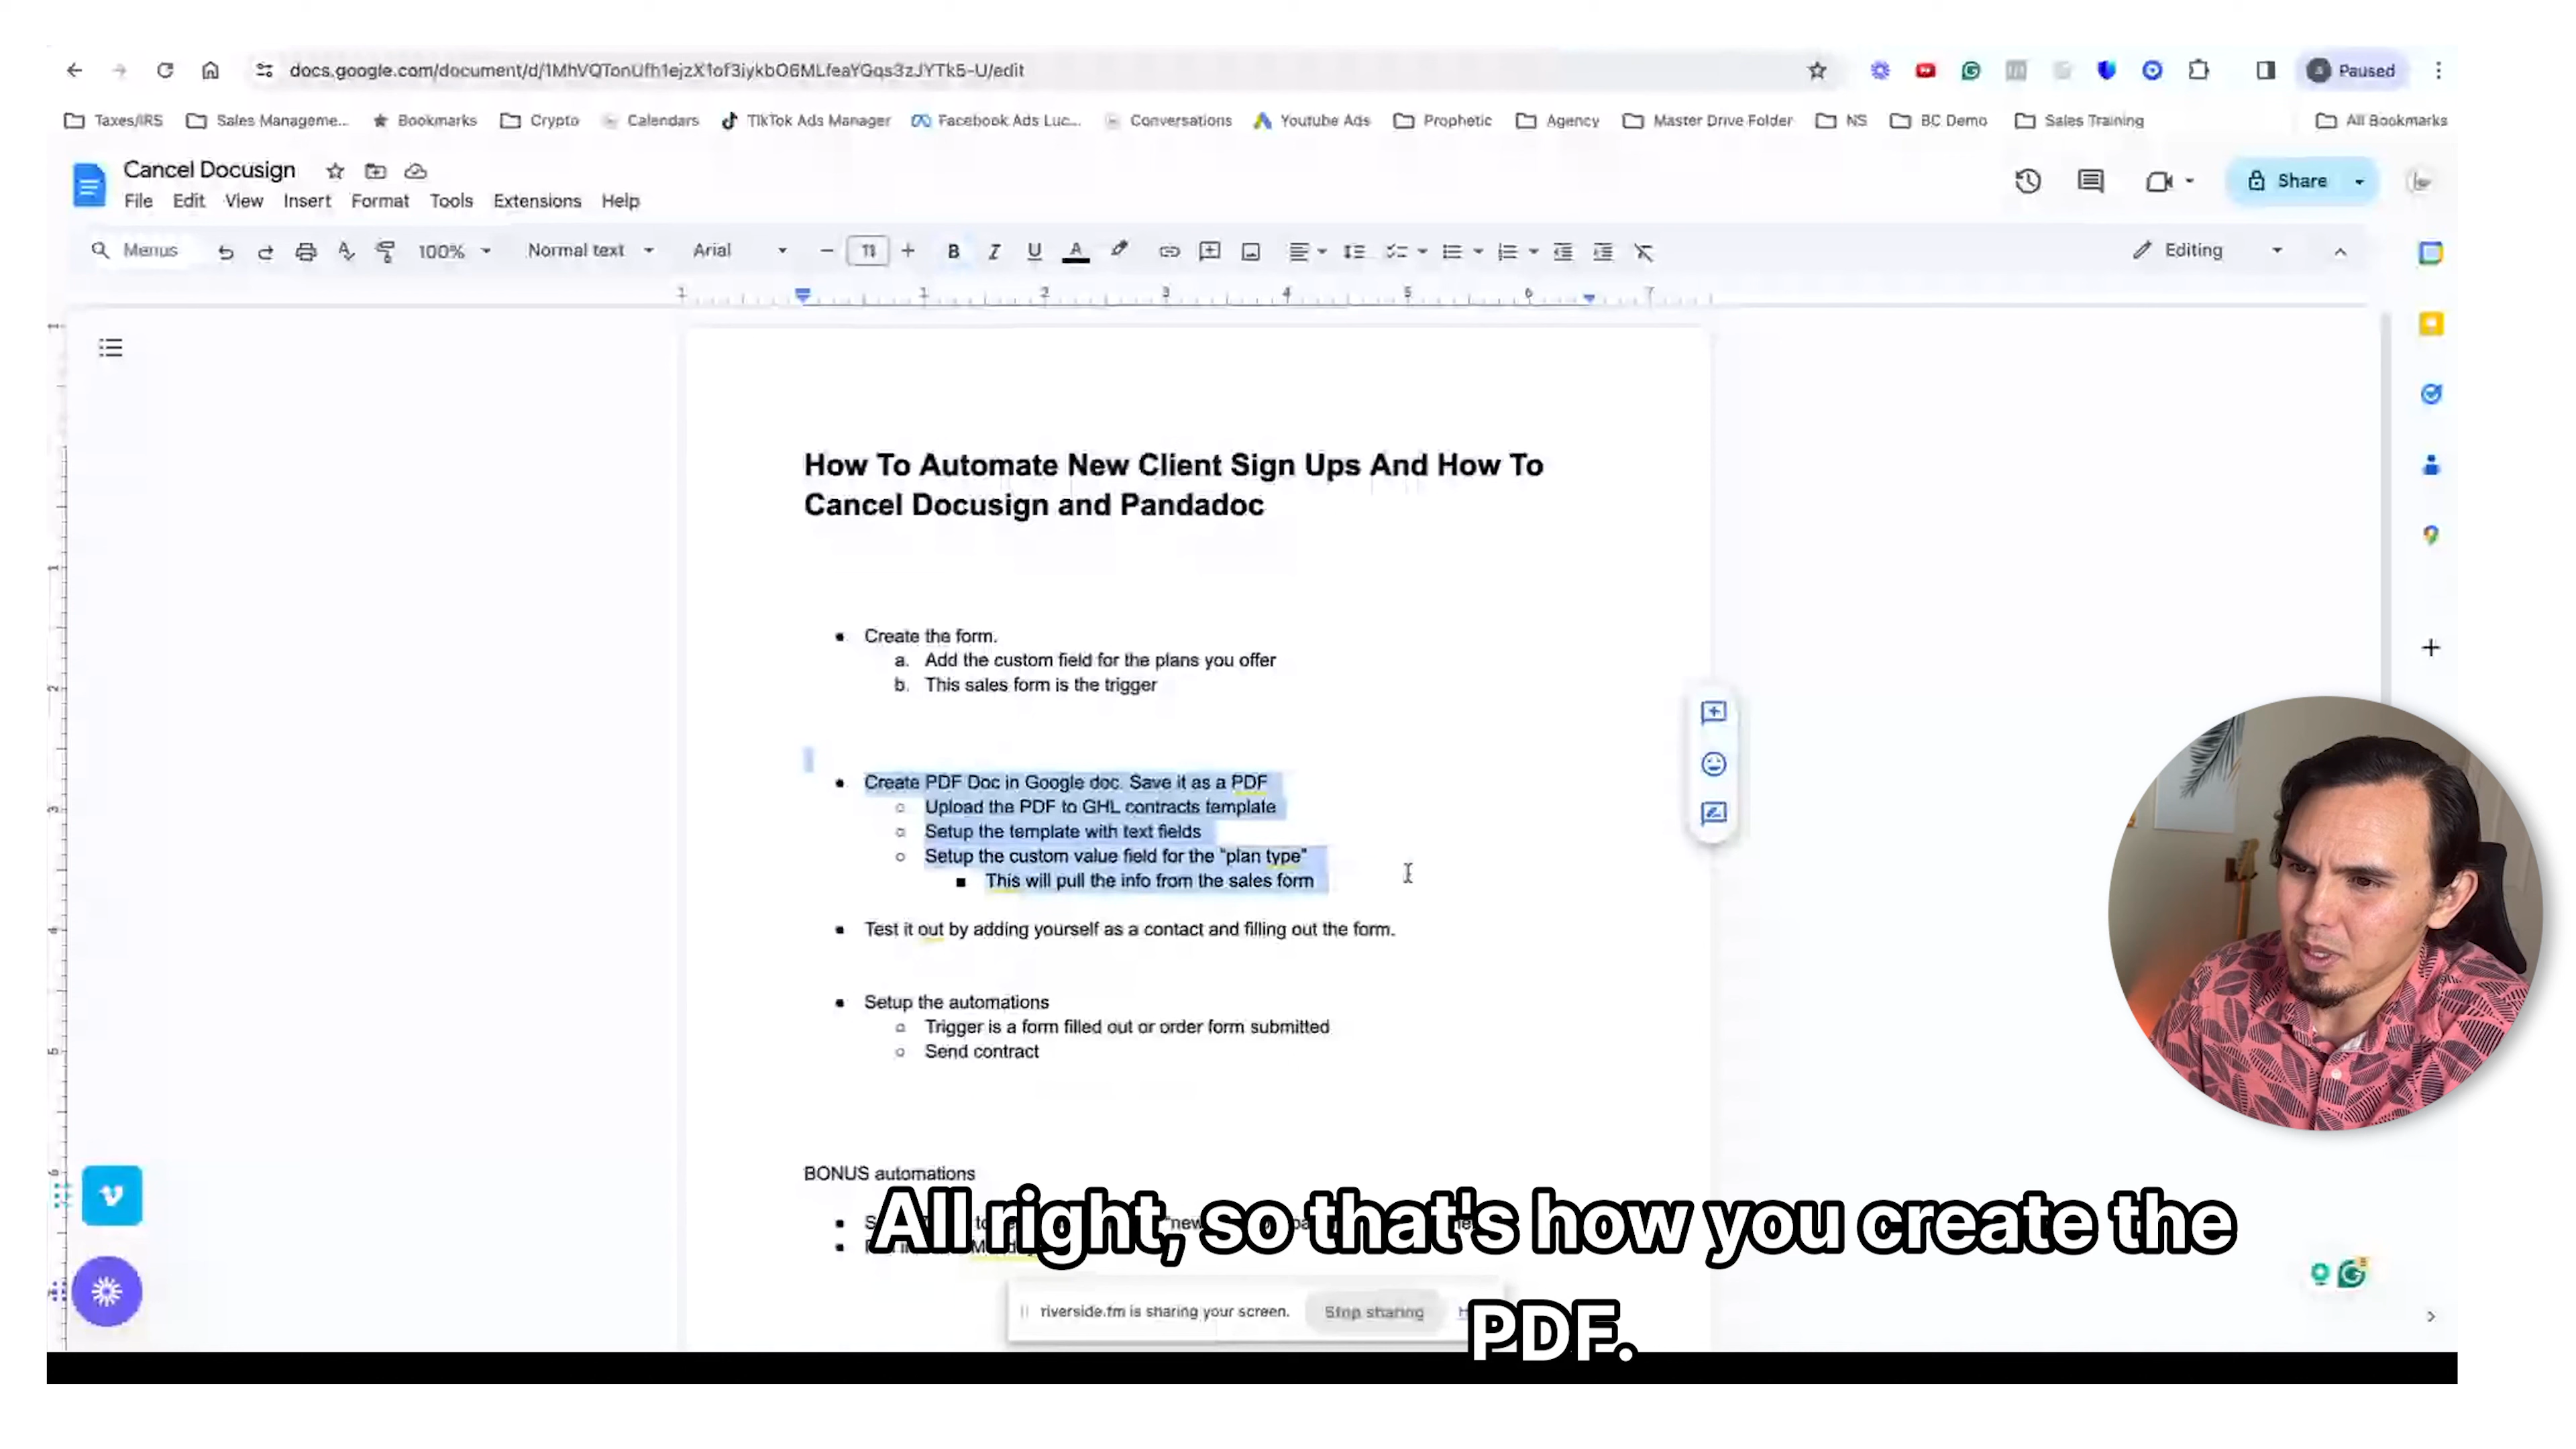 docs.google.com/document/d/1MhVQTonUfh1ejzX1of3iykbO6MLfeaYGqs3zJYTk5-U/edit
Paused
Taxes/IRS Sales Manageme... Bookmarks Crypto Calendars TikTok Ads Manager Facebook Ads Luc... Conversations Youtube Ads Prophetic Agency Master Drive Folder NS BC Demo Sales Training All Bookmarks
Cancel Docusign
File Edit View Insert Format Tools Extensions Help
Share
Menus 100% Normal text Arial 11 B I U A Editing
1 1 2 3 4 5 6 7
How To Automate New Client Sign Ups And How To
Cancel Docusign and Pandadoc
Create the form.
a. Add the custom field for the plans you offer
b. This sales form is the trigger
Create PDF Doc in Google doc. Save it as a PDF
Upload the PDF to GHL contracts template
Setup the template with text fields
Setup the custom value field for the "plan type"
This will pull the info from the sales form
Test it out by adding yourself as a contact and filling out the form.
Setup the automations
Trigger is a form filled out or order form submitted
Send contract
BONUS automations
All right, so that's how you create the
PDF.
riverside.fm is sharing your screen. Stop sharing